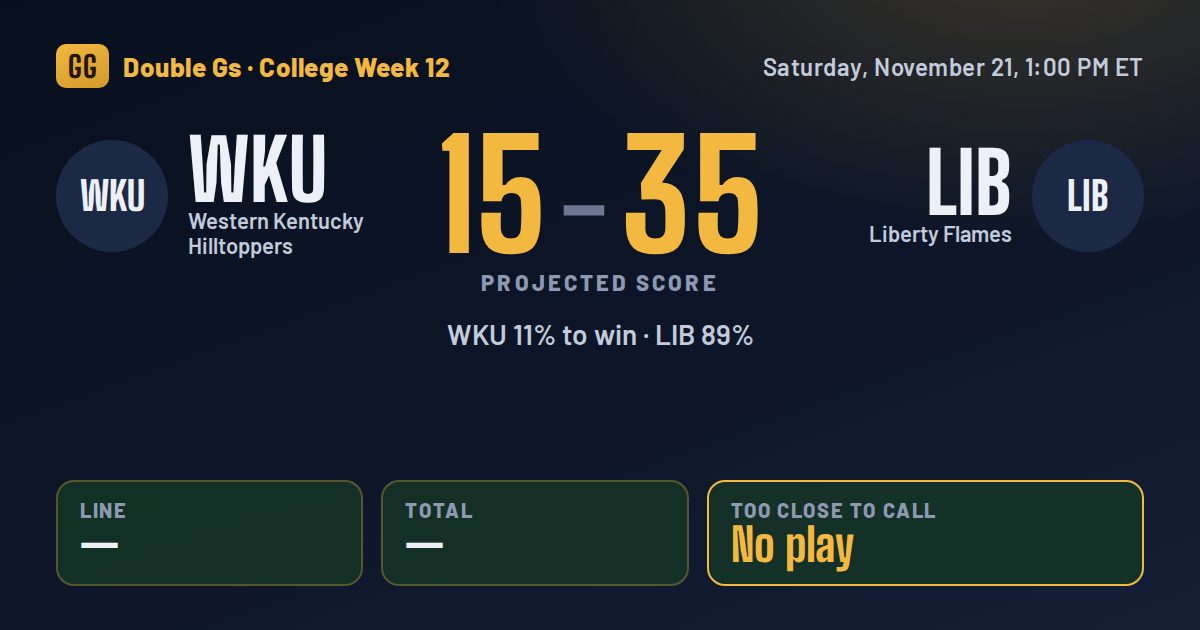 GG Double Gs · College Week 12
Saturday, November 21, 1:00 PM ET
WKU
WKU
Western Kentucky
Hilltoppers
15 – 35
PROJECTED SCORE
WKU 11% to win · LIB 89%
LIB
Liberty Flames
LIB
LINE
—
TOTAL
—
TOO CLOSE TO CALL
No play